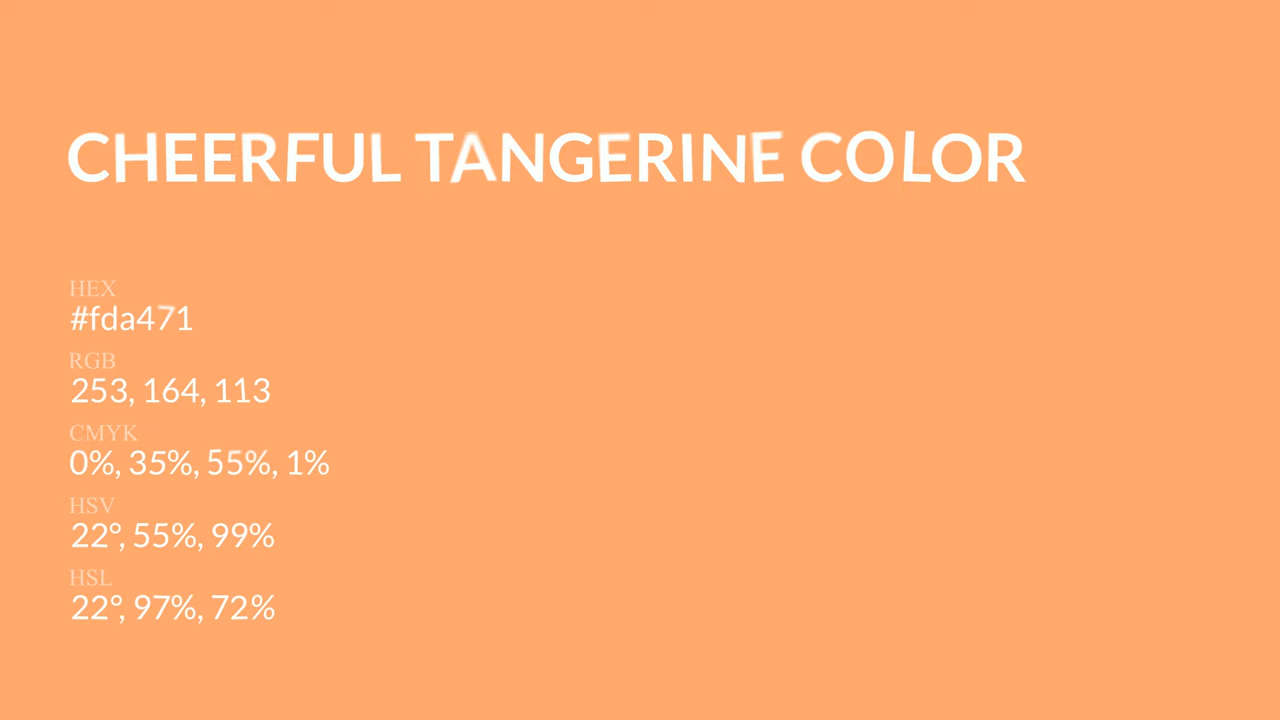 CHEERFUL TANGERINE COLOR
HEX
#fda471
RGB
253, 164, 113
CMYK
0%, 35%, 55%, 1%
HSV
22°, 55%, 99%
HSL
22°, 97%, 72%